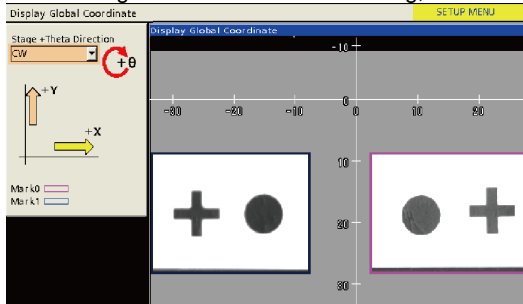 Display Global Coordinate
SETUP MENU
Stage +Theta Direction
CW
+θ
+Y
+X
Mark0
Mark1
Display Global Coordinate
-10
-30 -20 -10 0 0 10 20
10
20
30